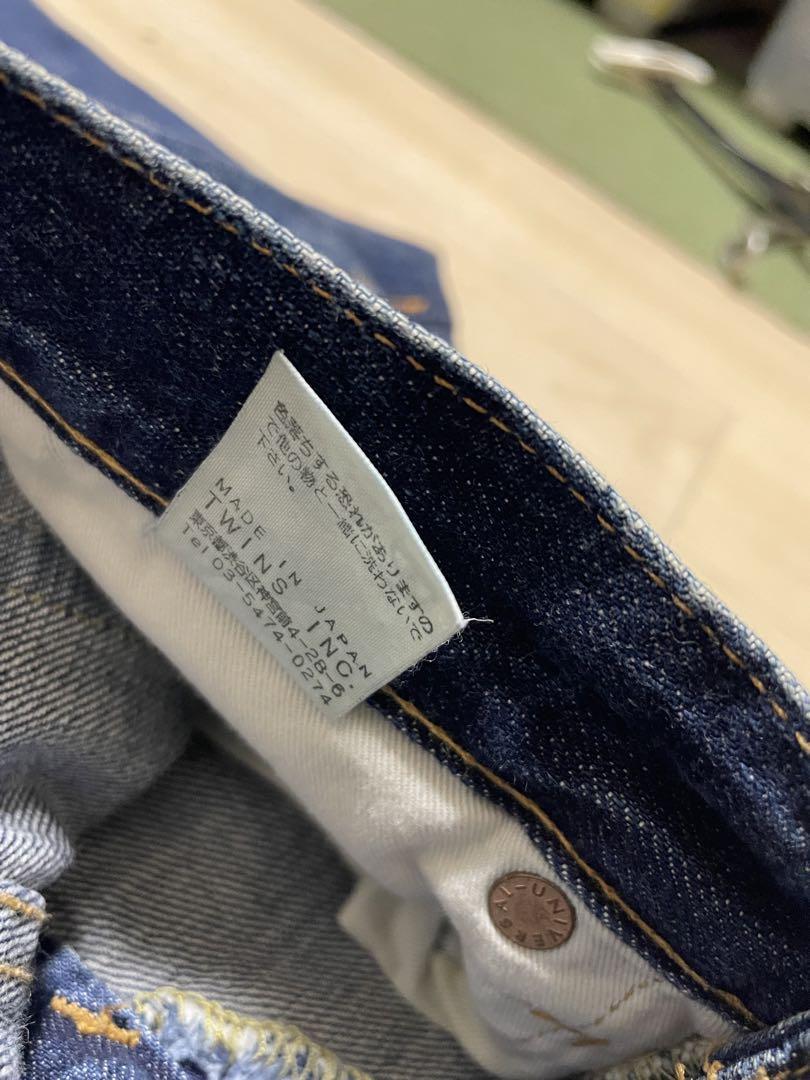 色落ちする恐れがありますの
で他の物と一緒に洗わないで
下さい。
MADE IN JAPAN
TWINS INC.
東京都渋谷区神宮前4-28-6
Tel 03-5474-0274
UNIVERSAL